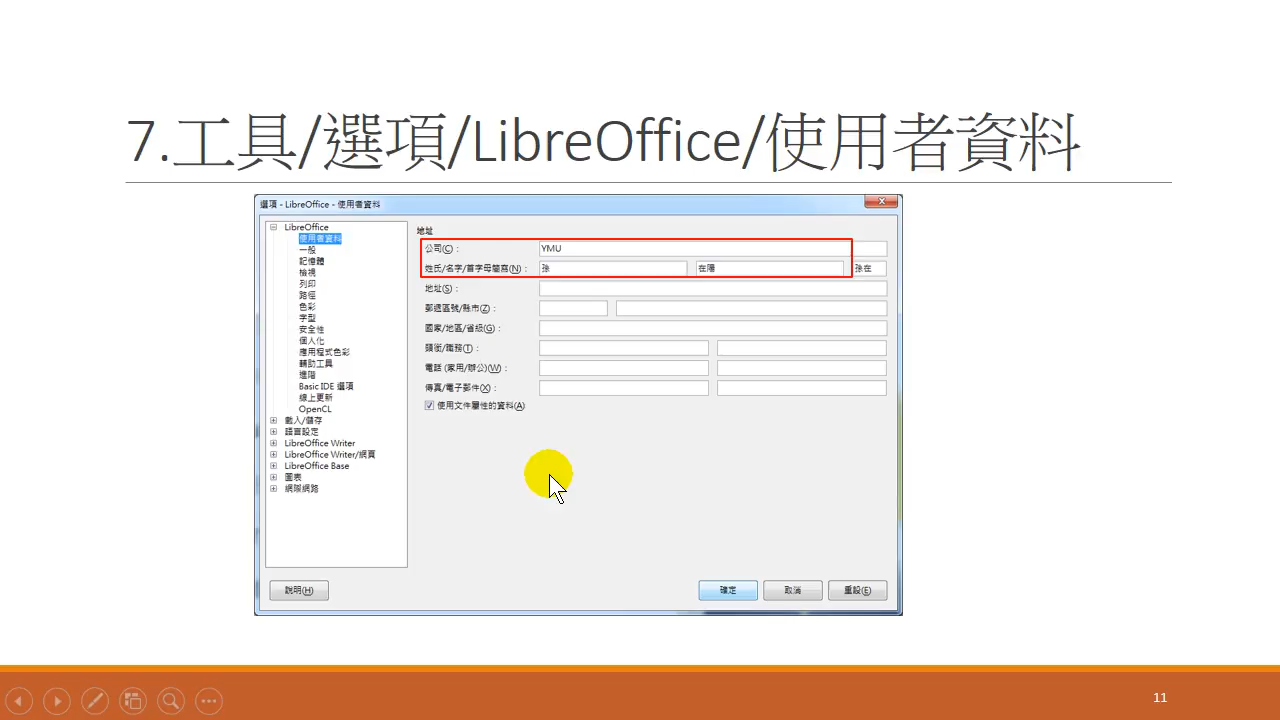 7.工具/選項/LibreOffice/使用者資料
選項 - LibreOffice - 使用者資料
LibreOffice
使用者資料
一般
記憶體
檢視
列印
路徑
色彩
字型
安全性
個人化
應用程式色彩
輔助工具
進階
Basic IDE 選項
線上更新
OpenCL
載入/儲存
語言設定
LibreOffice Writer
LibreOffice Writer/網頁
LibreOffice Base
圖表
網際網路
地址
公司(C)： YMU
姓氏/名字/首字母簡寫(N)： 孫 在陽 孫在
地址(S)：
郵遞區號/縣市(Z)：
國家/地區/省級(G)：
頭銜/職務(T)：
電話 (家用/辦公)(W)：
傳真/電子郵件(X)：
使用文件屬性的資料(A)
說明(H) 確定 取消 重設(E)
11